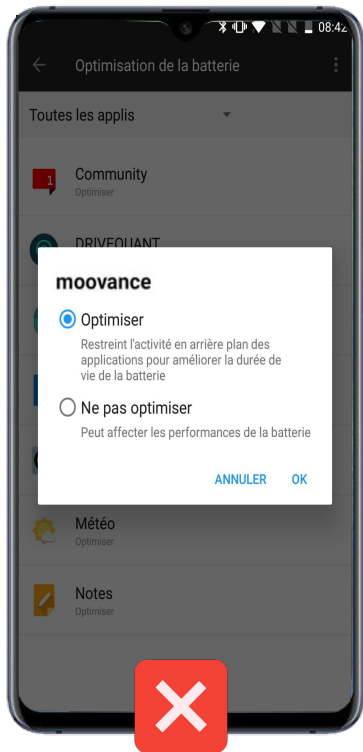 08:42
Optimisation de la batterie
Toutes les applis
1
Community
Optimiser
DRIVEQUANT
moovance
Optimiser
Restreint l'activité en arrière plan des
applications pour améliorer la durée de
vie de la batterie
Ne pas optimiser
Peut affecter les performances de la batterie
ANNULER OK
Météo
Optimiser
Notes
Optimiser